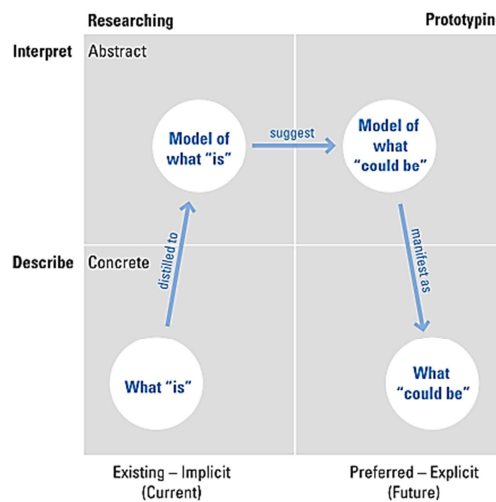 Researching
Prototypin
Interpret
Abstract
Model of
what "is"
suggest
Model of
what
"could be"
distilled to
manifest as
Describe
Concrete
What "is"
What
"could be"
Existing – Implicit
(Current)
Preferred – Explicit
(Future)